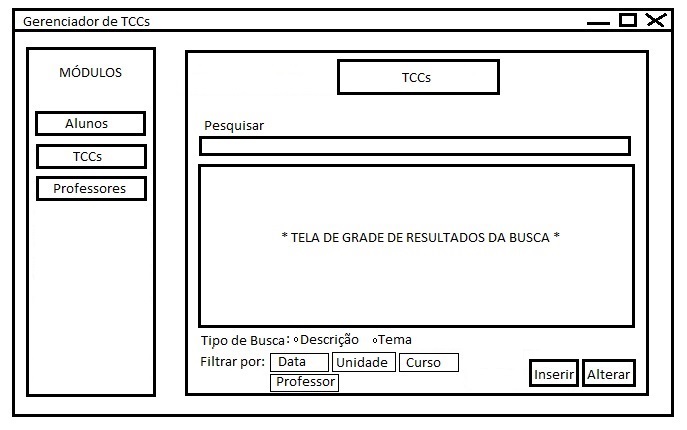 Gerenciador de TCCs
MÓDULOS
Alunos
TCCs
Professores
TCCs
Pesquisar
* TELA DE GRADE DE RESULTADOS DA BUSCA *
Tipo de Busca: Descrição Tema
Filtrar por: Data Unidade Curso
Professor
Inserir Alterar